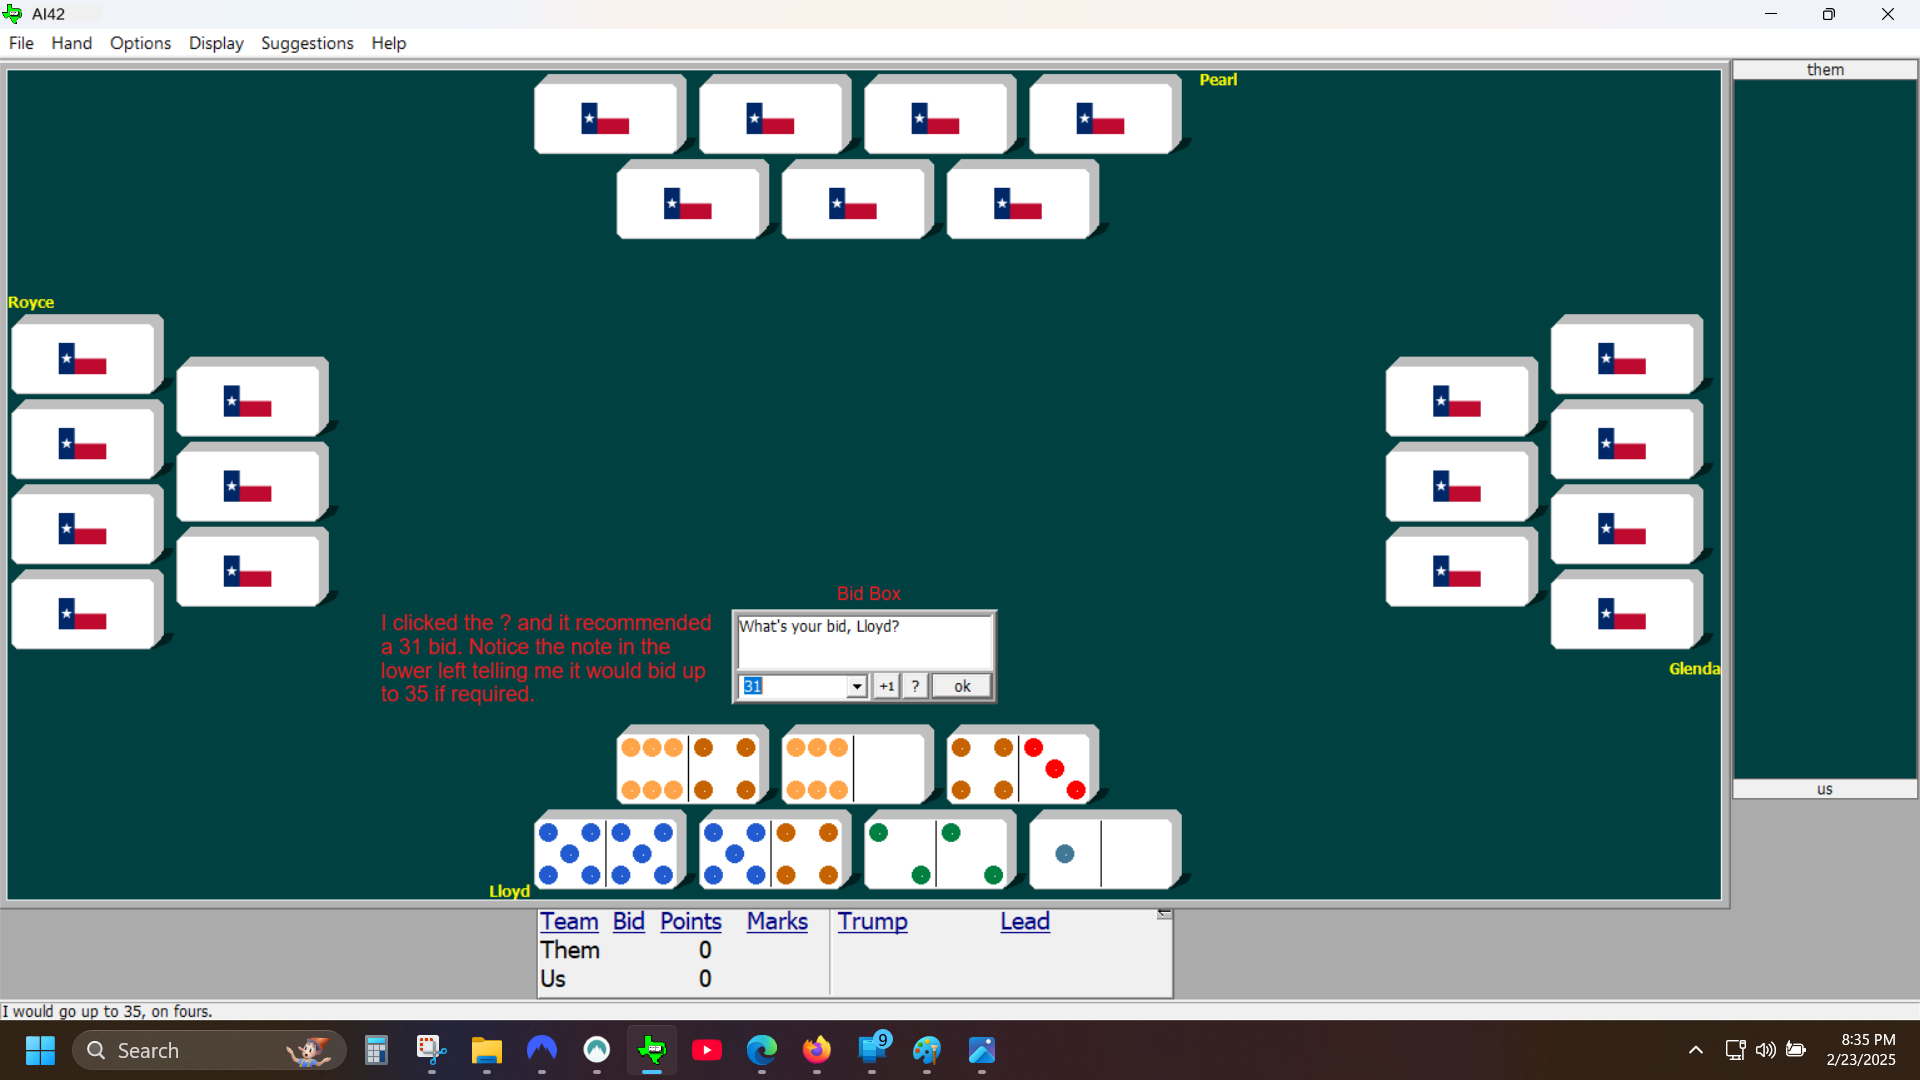 AI42
File Hand Options Display Suggestions Help
them
Pearl
Royce
Glenda
Bid Box
I clicked the ? and it recommended
a 31 bid. Notice the note in the
lower left telling me it would bid up
to 35 if required.
What's your bid, Lloyd?
31 +1 ? ok
us
Lloyd
Team Bid Points Marks Trump Lead
Them 0
Us 0
I would go up to 35, on fours.
Search
9
8:35 PM
2/23/2025